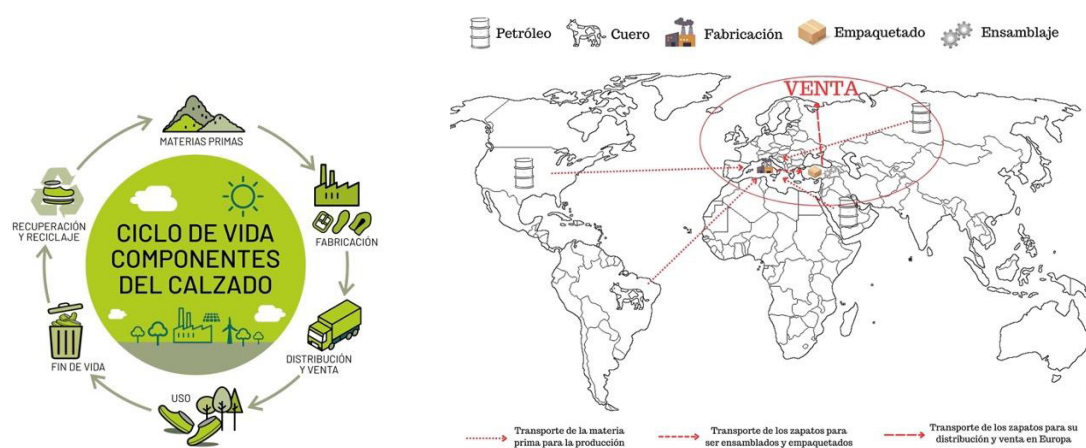 MATERIAS PRIMAS
FABRICACIÓN
DISTRIBUCIÓN
Y VENTA
USO
FIN DE VIDA
RECUPERACIÓN
Y RECICLAJE
CICLO DE VIDA
COMPONENTES
DEL CALZADO
Petróleo
Cuero
Fabricación
Empaquetado
Ensamblaje
VENTA
Transporte de la materia
prima para la producción
Transporte de los zapatos para
ser ensamblados y empaquetados
Transporte de los zapatos para su
distribución y venta en Europa